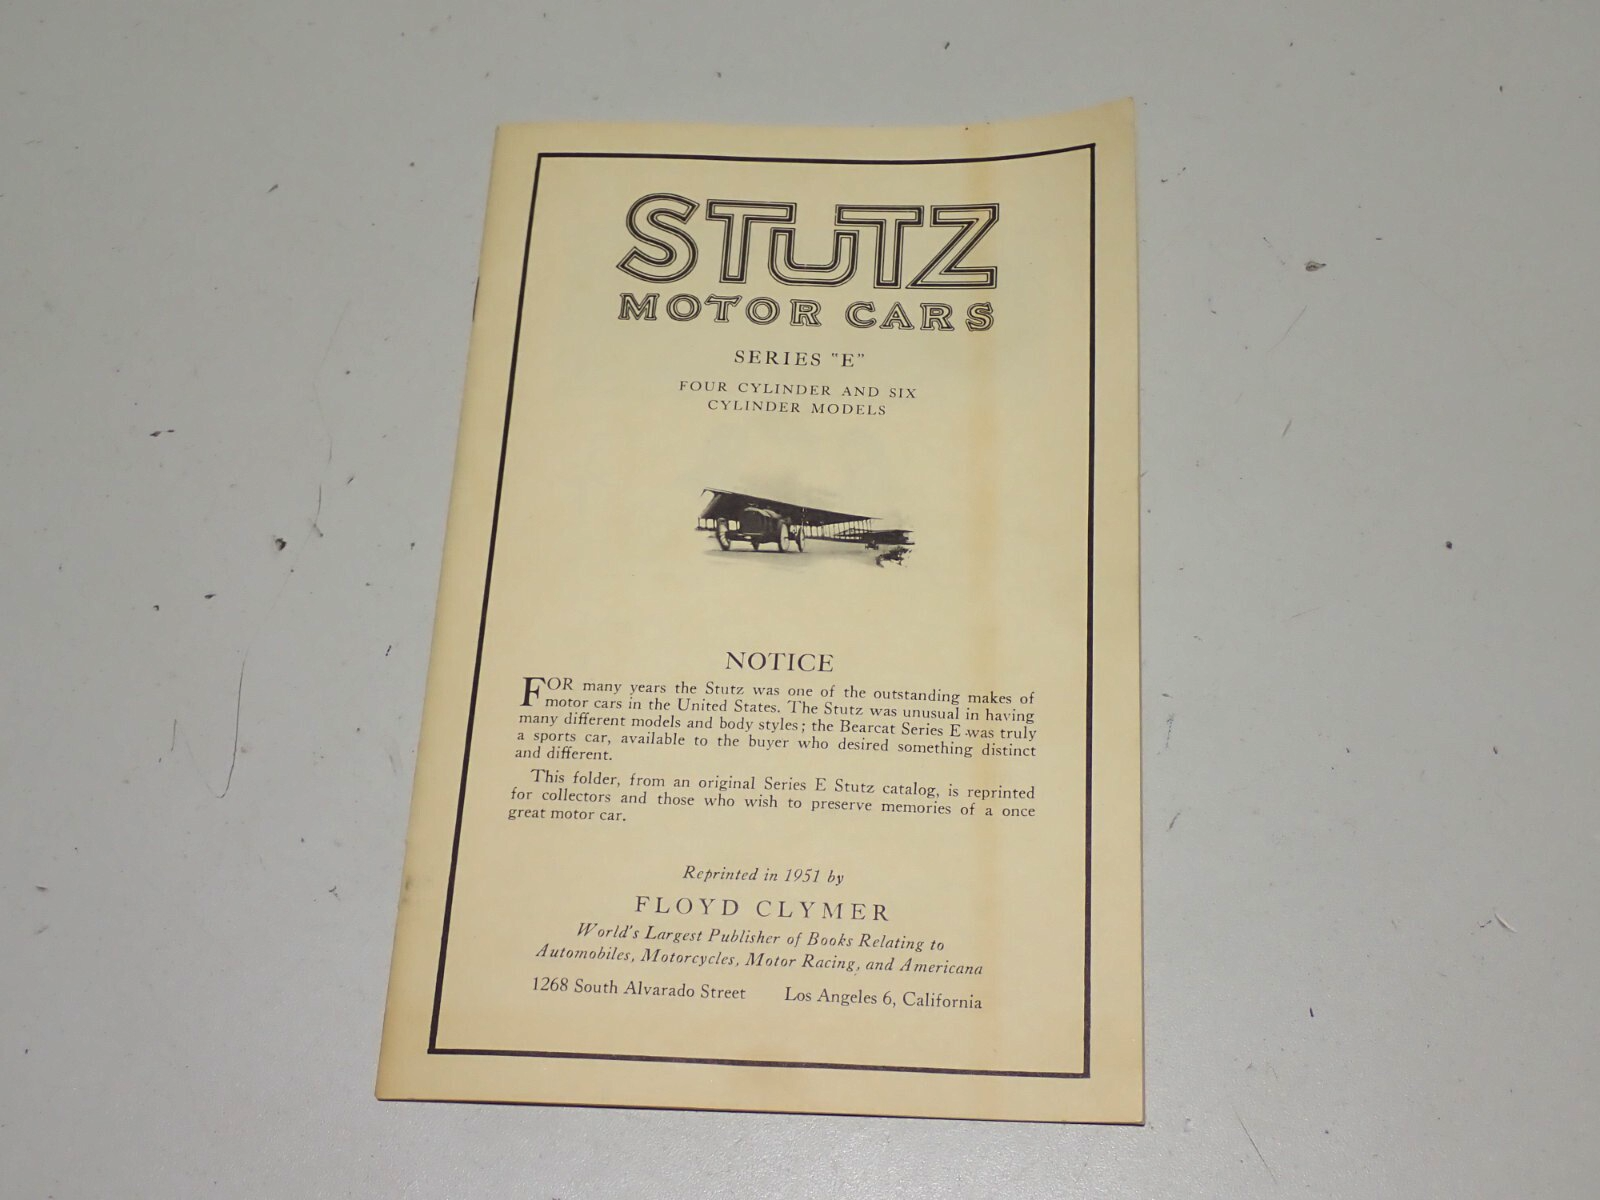 STUTZ
MOTOR CARS
SERIES "E"
FOUR CYLINDER AND SIX
CYLINDER MODELS
NOTICE
FOR many years the Stutz was one of the outstanding makes of
motor cars in the United States. The Stutz was unusual in having
many different models and body styles; the Bearcat Series E was truly
a sports car, available to the buyer who desired something distinct
and different.
This folder, from an original Series E Stutz catalog, is reprinted
for collectors and those who wish to preserve memories of a once
great motor car.
Reprinted in 1951 by
FLOYD CLYMER
World's Largest Publisher of Books Relating to
Automobiles, Motorcycles, Motor Racing, and Americana
1268 South Alvarado Street Los Angeles 6, California